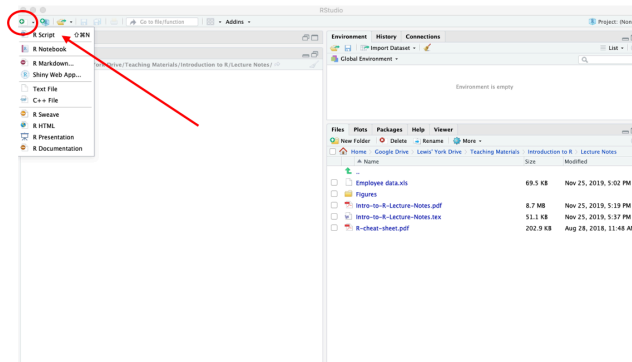 RStudio
Go to file/function
Addins
Project: (Non
R Script ⇧⌘N
R Notebook
R Markdown...
Shiny Web App...
Text File
C++ File
R Sweave
R HTML
R Presentation
R Documentation
Drive/Teaching Materials/Introduction to R/Lecture Notes/
Environment History Connections
Import Dataset
List
Global Environment
Environment is empty
Files Plots Packages Help Viewer
New Folder Delete Rename More
Home Google Drive Lewis' York Drive Teaching Materials Introduction to R Lecture Notes
Name Size Modified
..
Employee data.xls 69.5 KB Nov 25, 2019, 5:02 PM
Figures
Intro-to-R-Lecture-Notes.pdf 8.7 MB Nov 25, 2019, 5:19 PM
Intro-to-R-Lecture-Notes.tex 51.1 KB Nov 25, 2019, 5:37 PM
R-cheat-sheet.pdf 202.9 KB Aug 28, 2018, 11:48 A